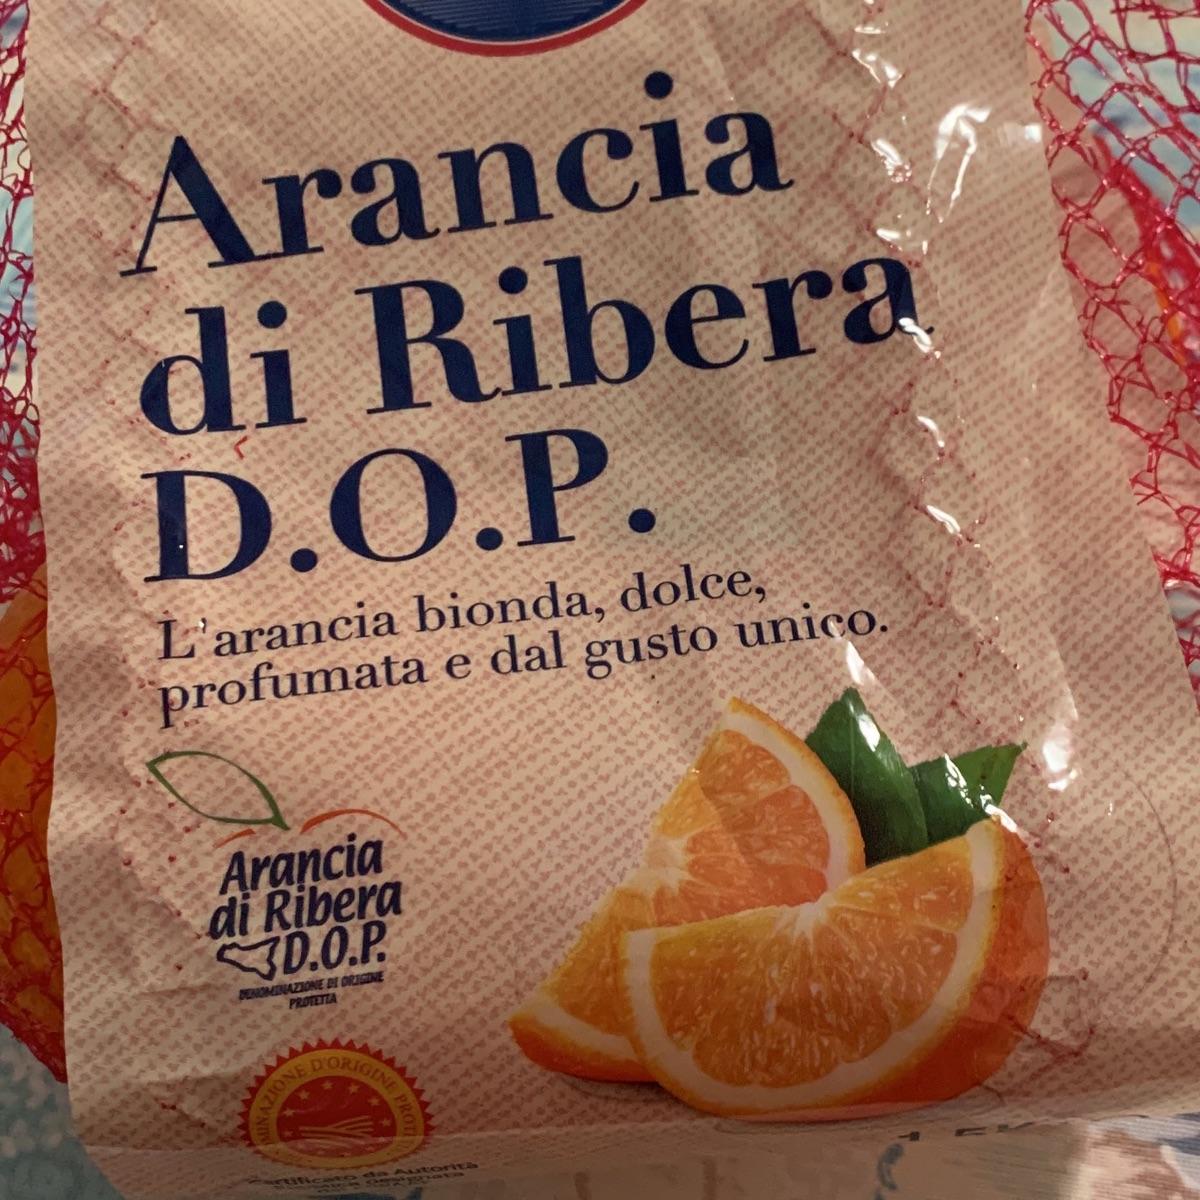 Arancia
di Ribera
D.O.P.
L'arancia bionda, dolce,
profumata e dal gusto unico.
Arancia
di Ribera
D.O.P.
DENOMINAZIONE DI ORIGINE
PROTETTA
D'ORIGINE
Certificato da Autorità